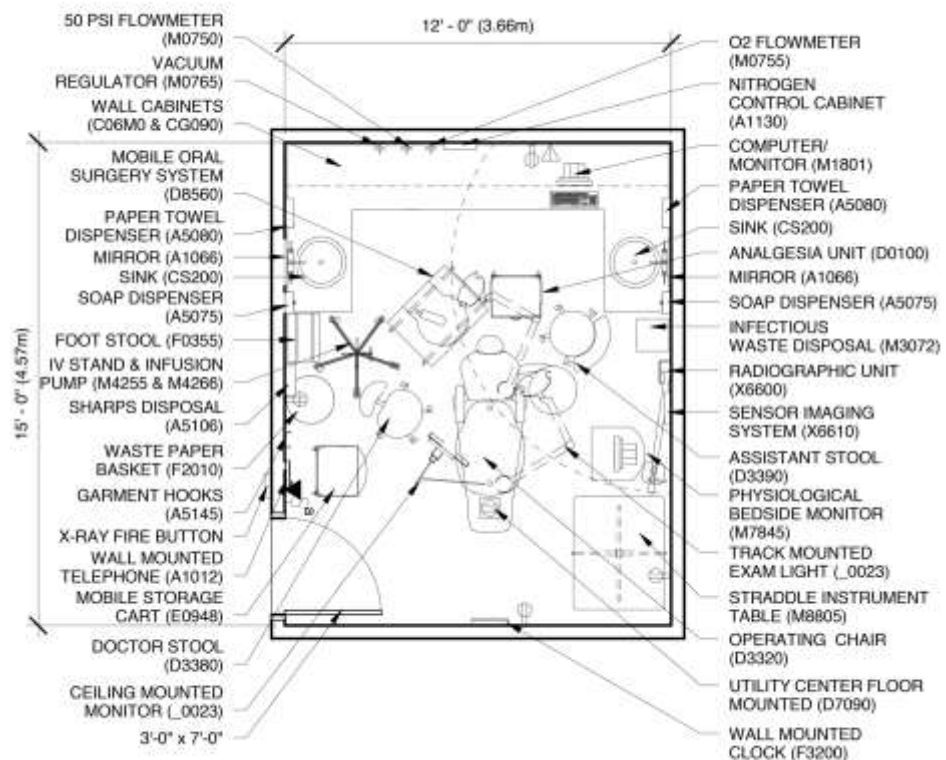 12' - 0" (3.66m)
15' - 0" (4.57m)
50 PSI FLOWMETER
(M0750)
VACUUM
REGULATOR (M0765)
WALL CABINETS
(C06M0 & CG090)
MOBILE ORAL
SURGERY SYSTEM
(D8560)
PAPER TOWEL
DISPENSER (A5080)
MIRROR (A1066)
SINK (CS200)
SOAP DISPENSER
(A5075)
FOOT STOOL (F0355)
IV STAND & INFUSION
PUMP (M4255 & M4266)
SHARPS DISPOSAL
(A5106)
WASTE PAPER
BASKET (F2010)
GARMENT HOOKS
(A5145)
X-RAY FIRE BUTTON
WALL MOUNTED
TELEPHONE (A1012)
MOBILE STORAGE
CART (E0948)
DOCTOR STOOL
(D3380)
CEILING MOUNTED
MONITOR (_0023)
3'-0" x 7'-0"
O2 FLOWMETER
(M0755)
NITROGEN
CONTROL CABINET
(A1130)
COMPUTER/
MONITOR (M1801)
PAPER TOWEL
DISPENSER (A5080)
SINK (CS200)
ANALGESIA UNIT (D0100)
MIRROR (A1066)
SOAP DISPENSER (A5075)
INFECTIOUS
WASTE DISPOSAL (M3072)
RADIOGRAPHIC UNIT
(X6600)
SENSOR IMAGING
SYSTEM (X6610)
ASSISTANT STOOL
(D3390)
PHYSIOLOGICAL
BEDSIDE MONITOR
(M7845)
TRACK MOUNTED
EXAM LIGHT (_0023)
STRADDLE INSTRUMENT
TABLE (M8805)
OPERATING CHAIR
(D3320)
UTILITY CENTER FLOOR
MOUNTED (D7090)
WALL MOUNTED
CLOCK (F3200)